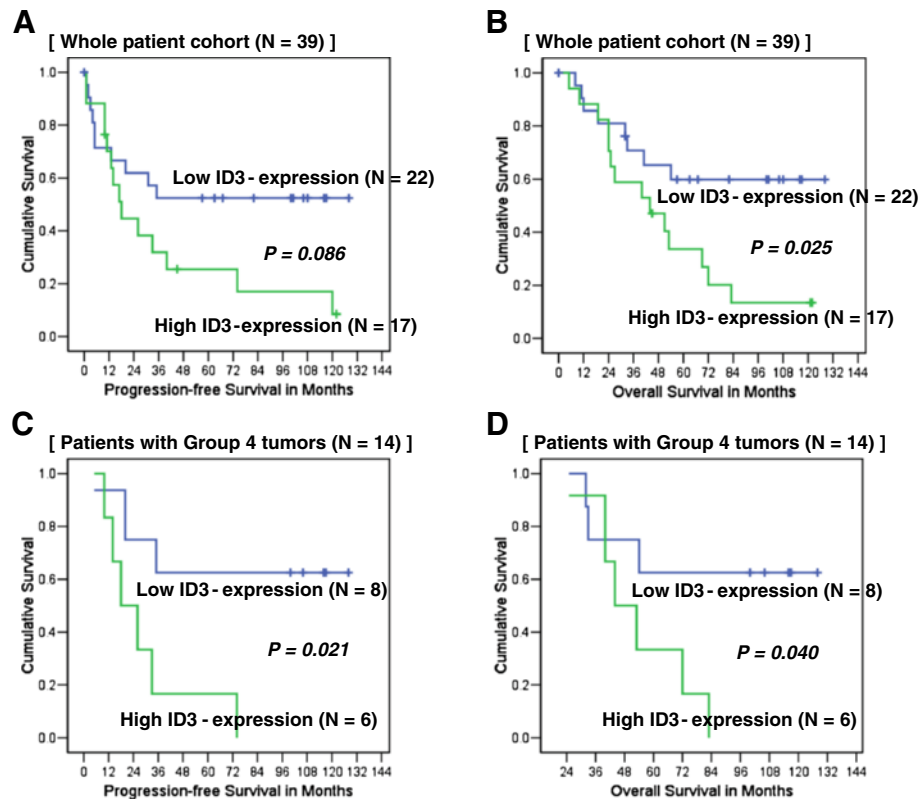 A
[ Whole patient cohort (N = 39) ]
Cumulative Survival
1.0
0.8
0.6
0.4
0.2
0.0
Low ID3 - expression (N = 22)
P = 0.086
High ID3-expression (N = 17)
0 12 24 36 48 60 72 84 96 108 120 132 144
Progression-free Survival in Months
B
[ Whole patient cohort (N = 39) ]
Cumulative Survival
1.0
0.8
0.6
0.4
0.2
0.0
Low ID3 - expression (N = 22)
P = 0.025
High ID3 - expression (N = 17)
0 12 24 36 48 60 72 84 96 108 120 132 144
Overall Survival in Months
C
[ Patients with Group 4 tumors (N = 14) ]
Cumulative Survival
1.0
0.8
0.6
0.4
0.2
0.0
Low ID3 - expression (N = 8)
P = 0.021
High ID3 - expression (N = 6)
0 12 24 36 48 60 72 84 96 108 120 132 144
Progression-free Survival in Months
D
[ Patients with Group 4 tumors (N = 14) ]
Cumulative Survival
1.0
0.8
0.6
0.4
0.2
0.0
Low ID3 - expression (N = 8)
P = 0.040
High ID3 - expression (N = 6)
24 36 48 60 72 84 96 108 120 132 144
Overall Survival in Months